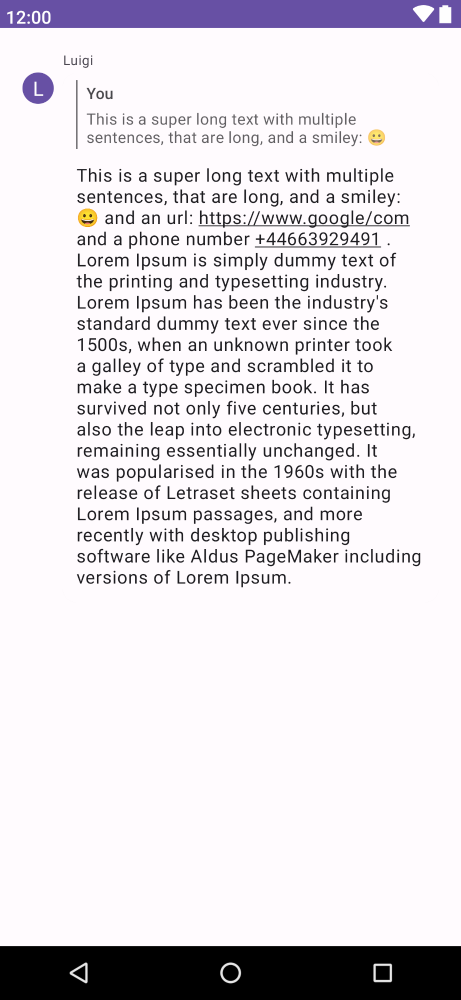 12:00
Luigi
L
You
This is a super long text with multiple
sentences, that are long, and a smiley: 😀
This is a super long text with multiple
sentences, that are long, and a smiley:
😀 and an url: https://www.google/com
and a phone number +44663929491 .
Lorem Ipsum is simply dummy text of
the printing and typesetting industry.
Lorem Ipsum has been the industry's
standard dummy text ever since the
1500s, when an unknown printer took
a galley of type and scrambled it to
make a type specimen book. It has
survived not only five centuries, but
also the leap into electronic typesetting,
remaining essentially unchanged. It
was popularised in the 1960s with the
release of Letraset sheets containing
Lorem Ipsum passages, and more
recently with desktop publishing
software like Aldus PageMaker including
versions of Lorem Ipsum.